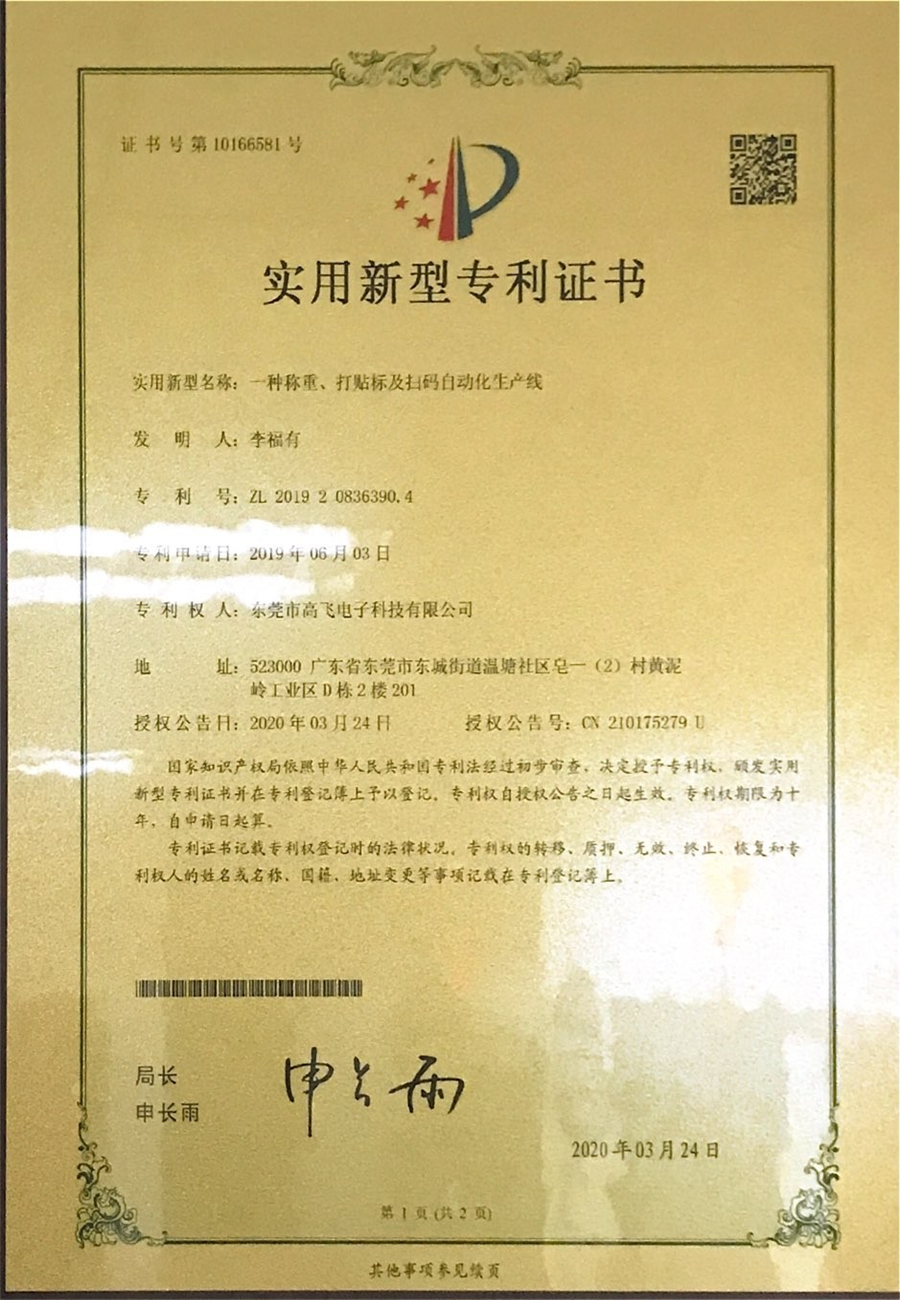 证书号第10166581号
实用新型专利证书
实用新型名称：一种称重、打贴标及扫码自动化生产线
发明人：李福有
专利号：ZL 2019 2 0836390.4
专利申请日：2019年06月03日
专利权人：东莞市高飞电子科技有限公司
地址：523000 广东省东莞市东城街道温塘社区皂一（2）村黄泥
岭工业区D栋2楼201
授权公告日：2020年03月24日 授权公告号：CN 210175279 U
国家知识产权局依照中华人民共和国专利法经过初步审查，决定授予专利权，颁发实用
新型专利证书并在专利登记簿上予以登记。专利权自授权公告之日起生效。专利权期限为十
年，自申请日起算。
专利证书记载专利权登记时的法律状况。专利权的转移、质押、无效、终止、恢复和专
利权人的姓名或名称、国籍、地址变更等事项记载在专利登记簿上。
局长
申长雨
申长雨
2020年03月24日
第1页(共2页)
其他事项参见续页